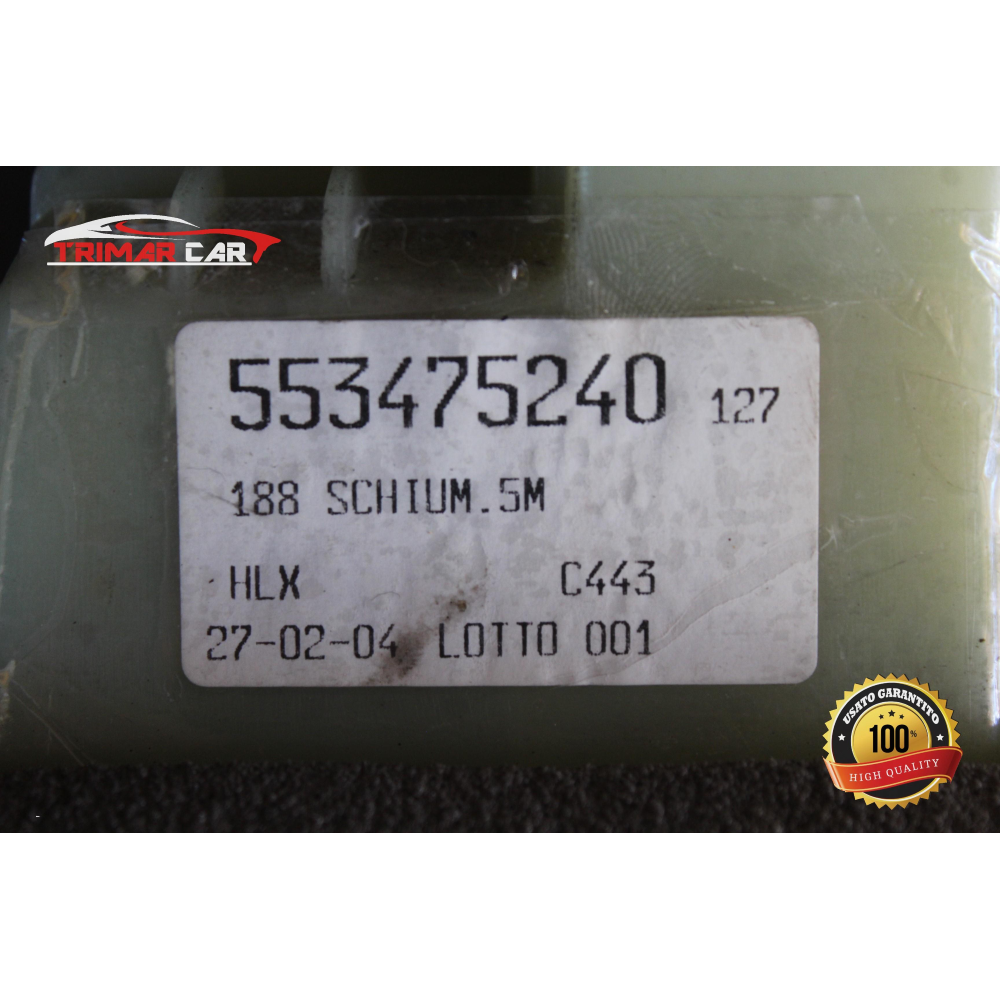 TRIMAR CAR
553475240 127
188 SCHIUM.5M
HLX C443
27-02-04 LOTTO 001
USATO GARANTITO
100%
HIGH QUALITY